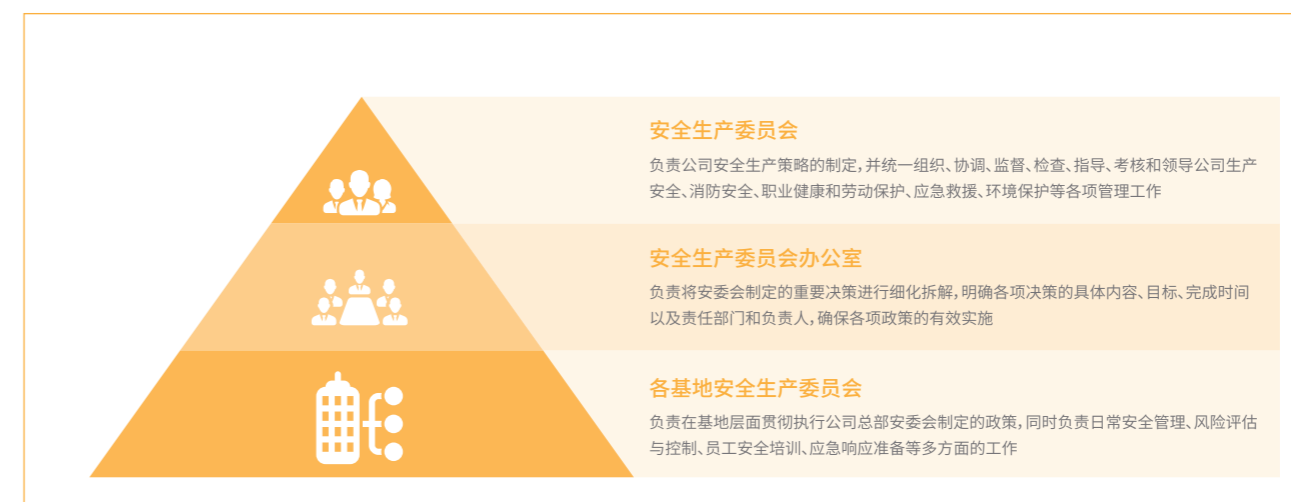 安全生产委员会
负责公司安全生产策略的制定,并统一组织、协调、监督、检查、指导、考核和领导公司生产
安全、消防安全、职业健康和劳动保护、应急救援、环境保护等各项管理工作
安全生产委员会办公室
负责将安委会制定的重要决策进行细化拆解,明确各项决策的具体内容、目标、完成时间
以及责任部门和负责人,确保各项政策的有效实施
各基地安全生产委员会
负责在基地层面贯彻执行公司总部安委会制定的政策,同时负责日常安全管理、风险评估
与控制、员工安全培训、应急响应准备等多方面的工作